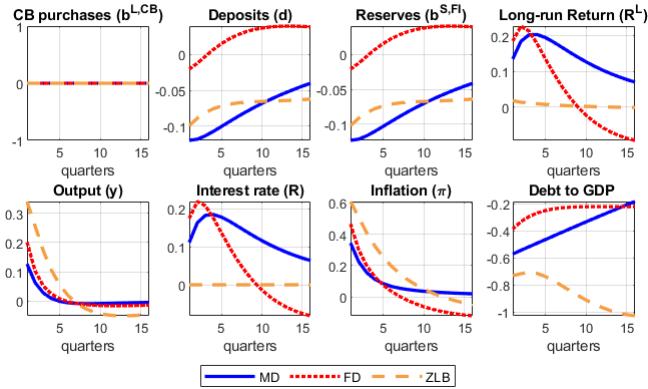 CB purchases (b^{L,CB})
Deposits (d)
Reserves (b^{S,FI})
Long-run Return (R^L)
1
0
-1
5
10
15
quarters
0
-0.05
-0.1
5
10
15
quarters
0
-0.05
-0.1
5
10
15
quarters
0.2
0.1
0
5
10
15
quarters
Output (y)
Interest rate (R)
Inflation (π)
Debt to GDP
0.3
0.2
0.1
0
5
10
15
quarters
0.2
0.1
0
5
10
15
quarters
0.6
0.4
0.2
0
5
10
15
quarters
-0.2
-0.4
-0.6
-0.8
-1
5
10
15
quarters
MD
FD
ZLB